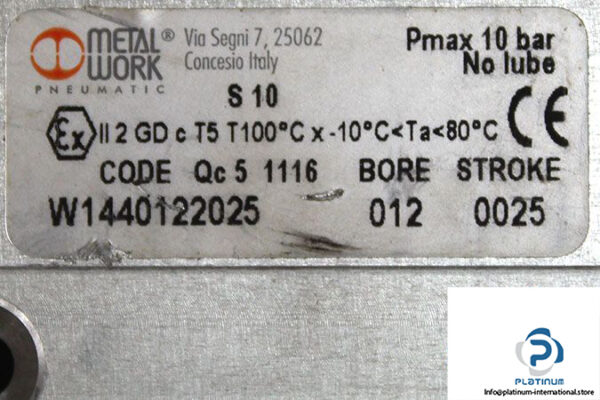 METAL® Via Segni 7, 25062 Pmax 10 bar
WORK Concesio Italy No lube
PNEUMATIC
S 10
Ex II 2 GD c T5 T100°C x -10°C<Ta<80°C CE
CODE Qc 5 1116 BORE STROKE
W1440122025 012 0025
PLATINUM
Info@platinum-international.store